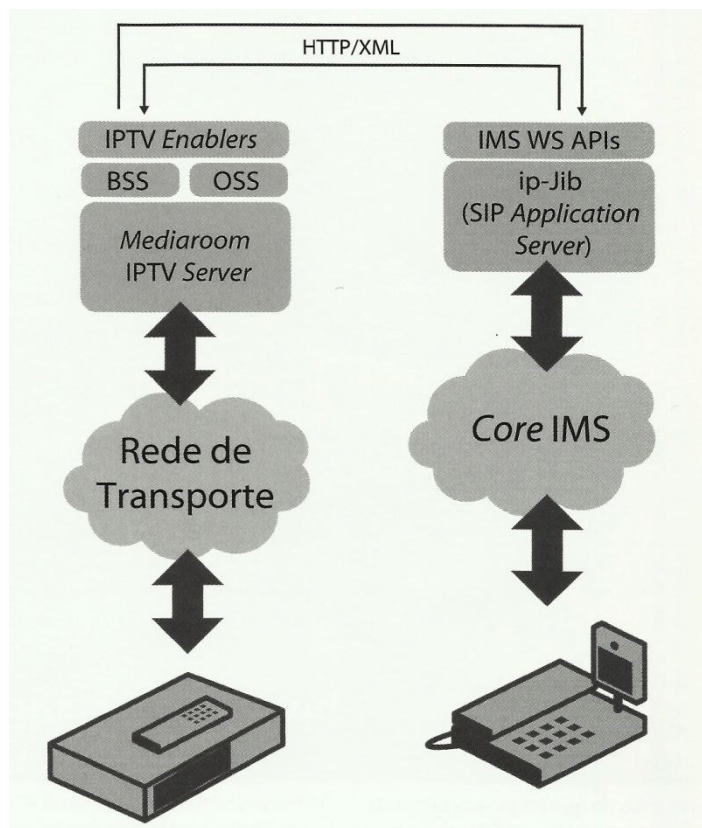 HTTP/XML
IPTV Enablers
BSS
OSS
Mediaroom
IPTV Server
IMS WS APIs
ip-Jib
(SIP Application
Server)
Rede de
Transporte
Core IMS